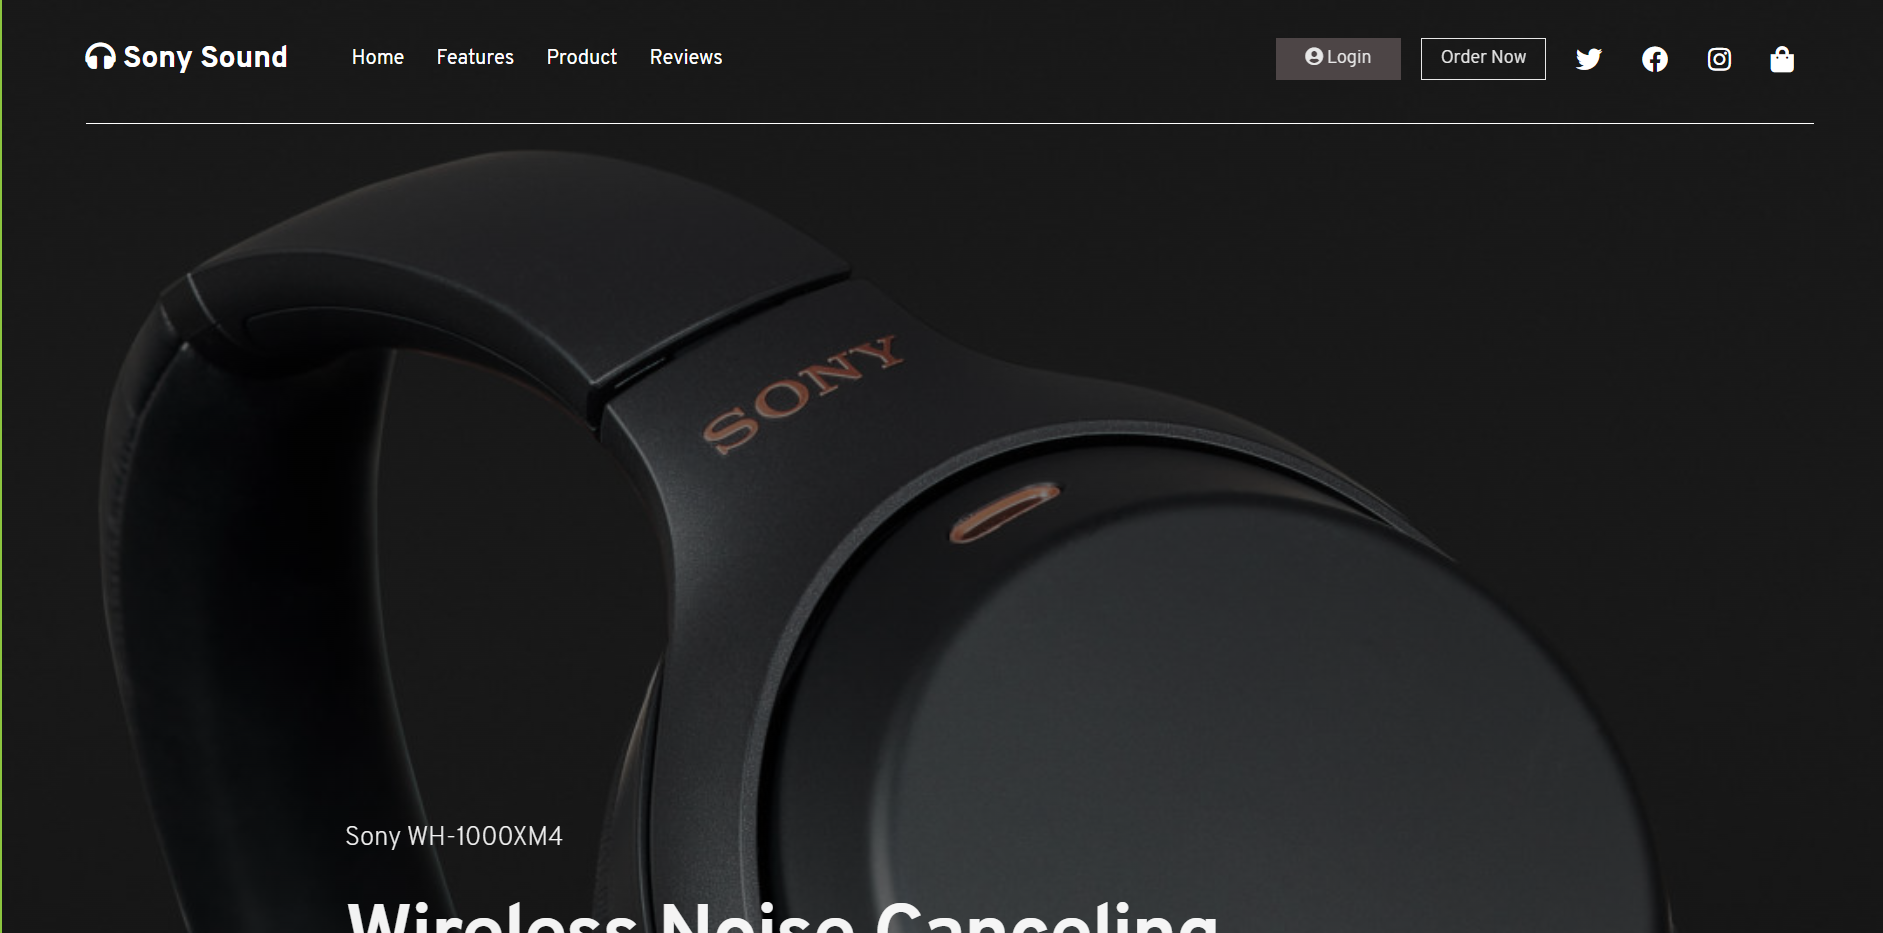 Sony Sound Home Features Product Reviews Login Order Now
SONY
Sony WH-1000XM4
Wireless Noise Canceling